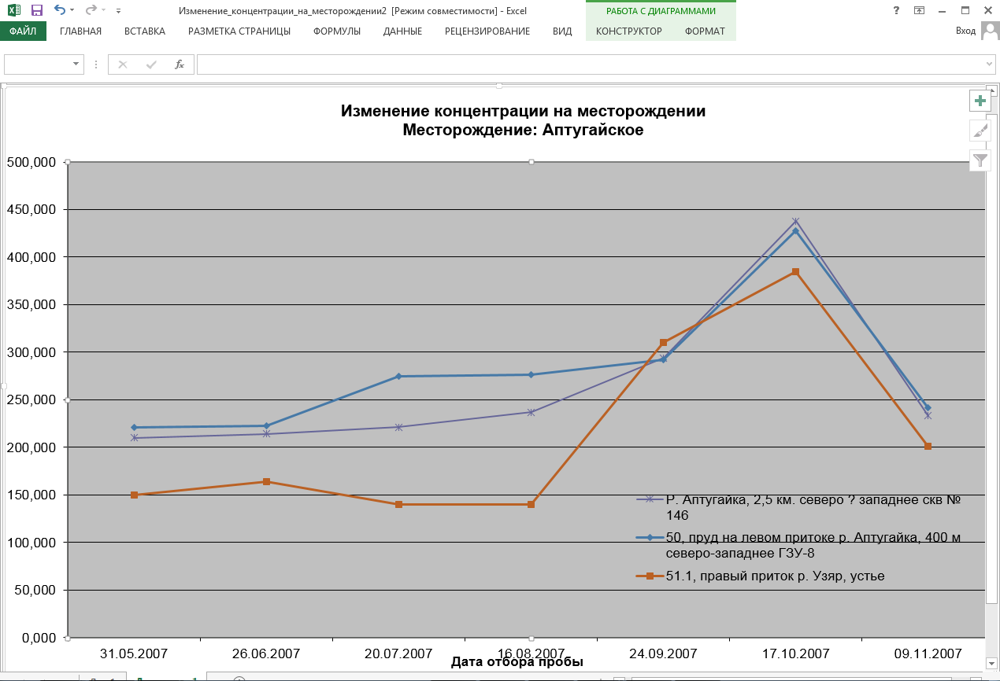 Изменение_концентрации_на_месторождении2 [Режим совместимости] - Excel
РАБОТА С ДИАГРАММАМИ
?
ФАЙЛ ГЛАВНАЯ ВСТАВКА РАЗМЕТКА СТРАНИЦЫ ФОРМУЛЫ ДАННЫЕ РЕЦЕНЗИРОВАНИЕ ВИД КОНСТРУКТОР ФОРМАТ Вход
fx
Изменение концентрации на месторождении
Месторождение: Аптугайское
500,000
450,000
400,000
350,000
300,000
250,000
200,000
150,000
100,000
50,000
0,000
Р. Аптугайка, 2,5 км. северо ? западнее скв №
146
50, пруд на левом притоке р. Аптугайка, 400 м
северо-западнее ГЗУ-8
51.1, правый приток р. Узяр, устье
31.05.2007 26.06.2007 20.07.2007 16.08.2007 24.09.2007 17.10.2007 09.11.2007
Дата отбора пробы